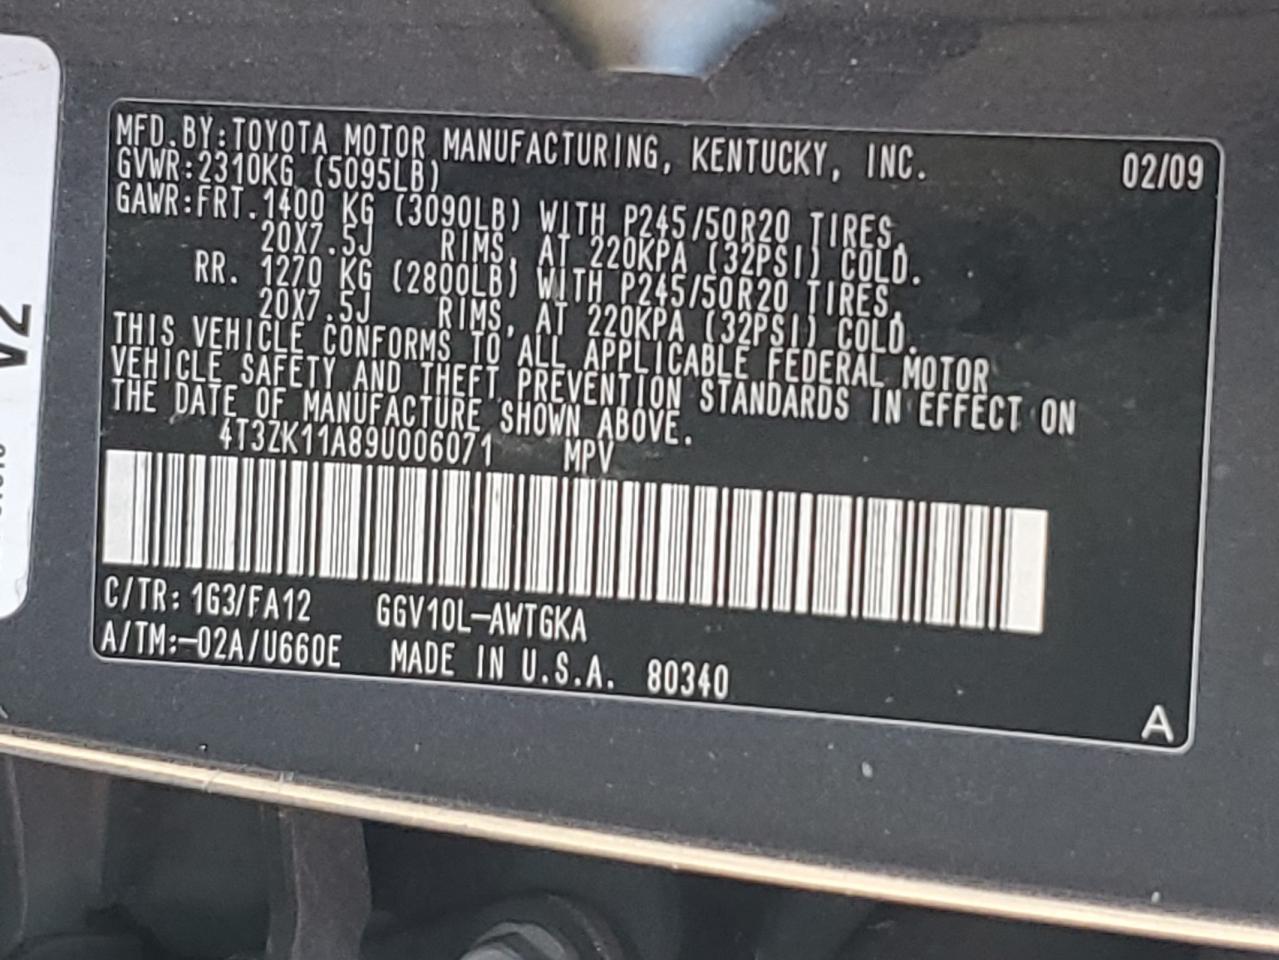 MFD.BY:TOYOTA MOTOR MANUFACTURING, KENTUCKY, INC. 02/09
GVWR:2310KG (5095LB)
GAWR:FRT.1400 KG (3090LB) WITH P245/50R20 TIRES,
20X7.5J RIMS, AT 220KPA (32PSI) COLD.
RR. 1270 KG (2800LB) WITH P245/50R20 TIRES,
20X7.5J RIMS, AT 220KPA (32PSI) COLD.
THIS VEHICLE CONFORMS TO ALL APPLICABLE FEDERAL MOTOR
VEHICLE SAFETY AND THEFT PREVENTION STANDARDS IN EFFECT ON
THE DATE OF MANUFACTURE SHOWN ABOVE.
4T3ZK11A89U006071 MPV
C/TR: 1G3/FA12 GGV10L-AWTGKA
A/TM:-02A/U660E MADE IN U.S.A. 80340
A